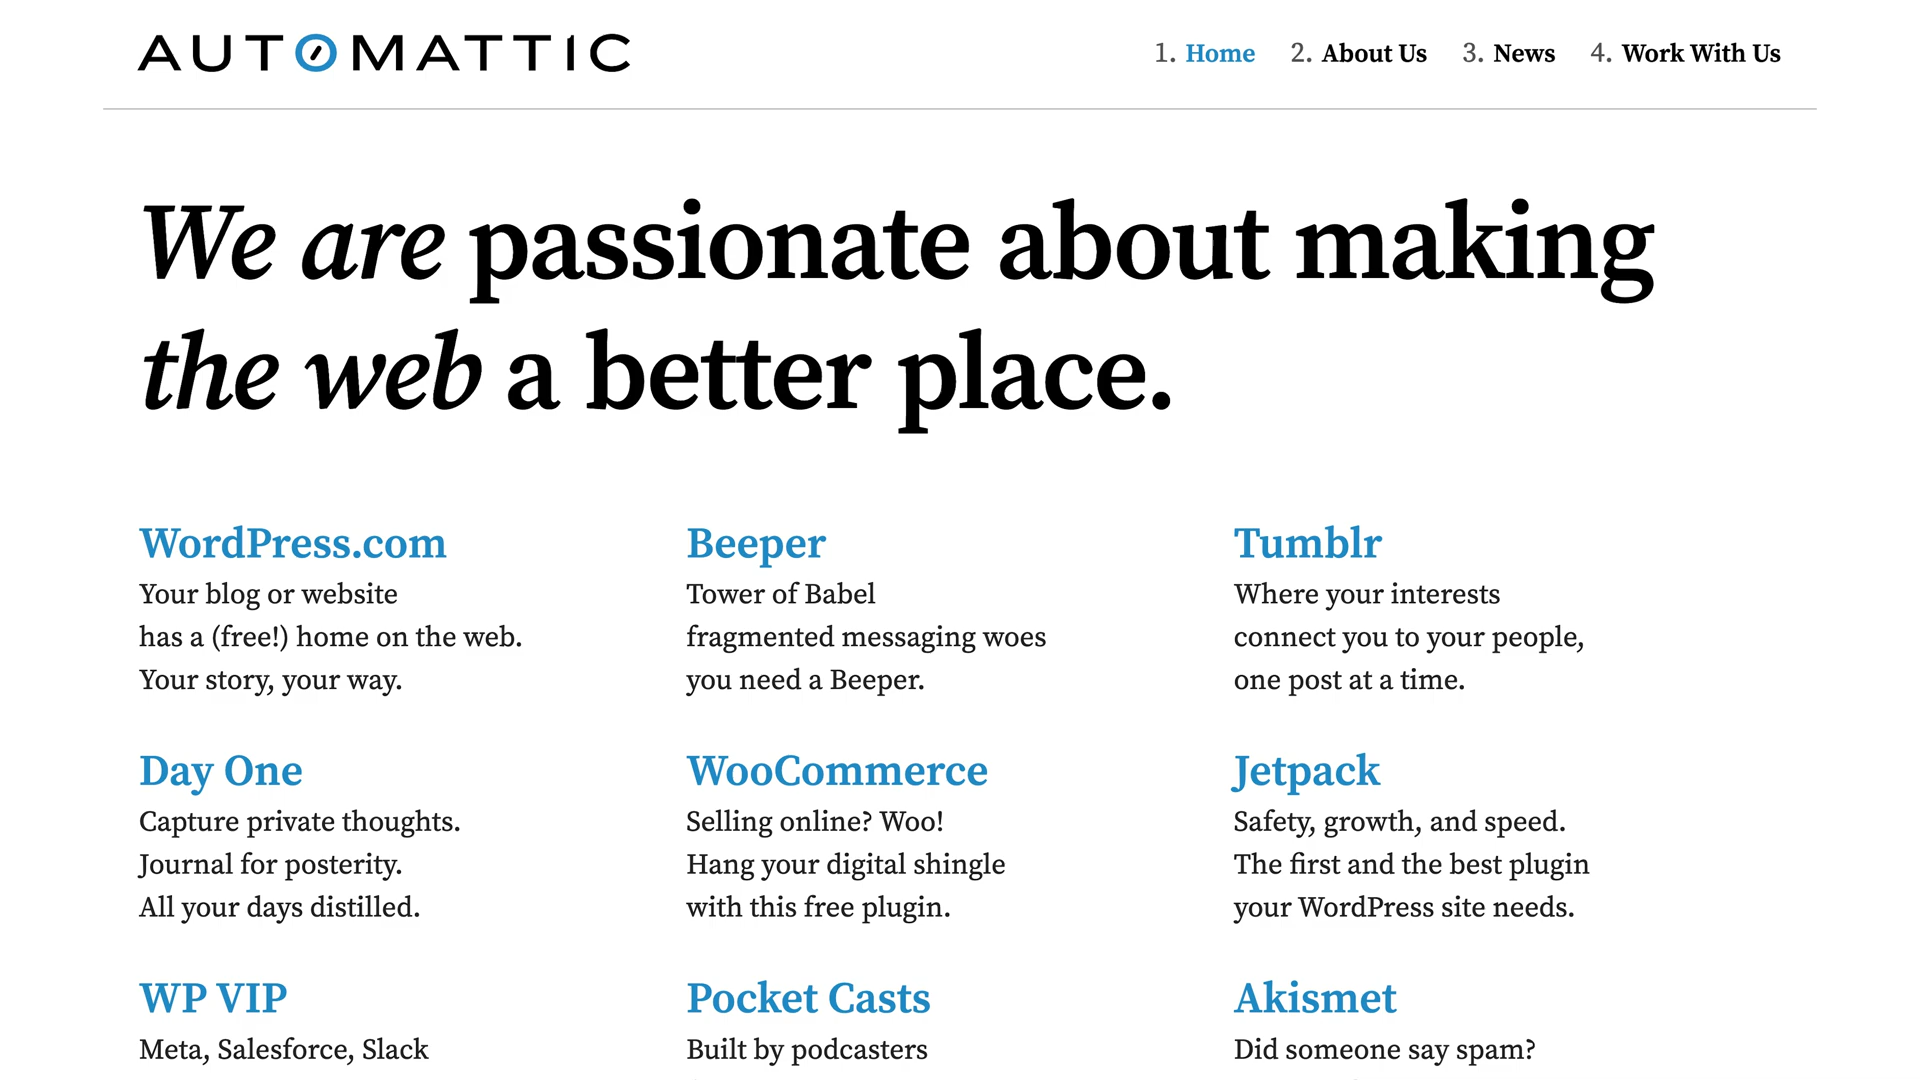 AUTOMATTIC
1. Home 2. About Us 3. News 4. Work With Us
We are passionate about making
the web a better place.
WordPress.com
Your blog or website
has a (free!) home on the web.
Your story, your way.
Beeper
Tower of Babel
fragmented messaging woes
you need a Beeper.
Tumblr
Where your interests
connect you to your people,
one post at a time.
Day One
Capture private thoughts.
Journal for posterity.
All your days distilled.
WooCommerce
Selling online? Woo!
Hang your digital shingle
with this free plugin.
Jetpack
Safety, growth, and speed.
The first and the best plugin
your WordPress site needs.
WP VIP
Meta, Salesforce, Slack
Pocket Casts
Built by podcasters
Akismet
Did someone say spam?